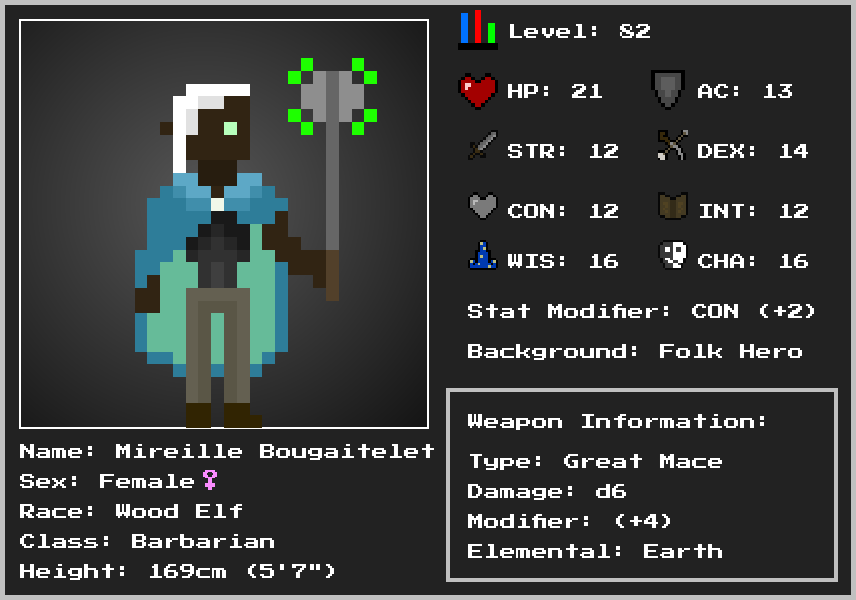 Level: 82
HP: 21
AC: 13
STR: 12
DEX: 14
CON: 12
INT: 12
WIS: 16
CHA: 16
Stat Modifier: CON (+2)
Background: Folk Hero
Weapon Information:
Type: Great Mace
Damage: d6
Modifier: (+4)
Elemental: Earth
Name: Mireille Bougaitelet
Sex: Female♀
Race: Wood Elf
Class: Barbarian
Height: 169cm (5'7")